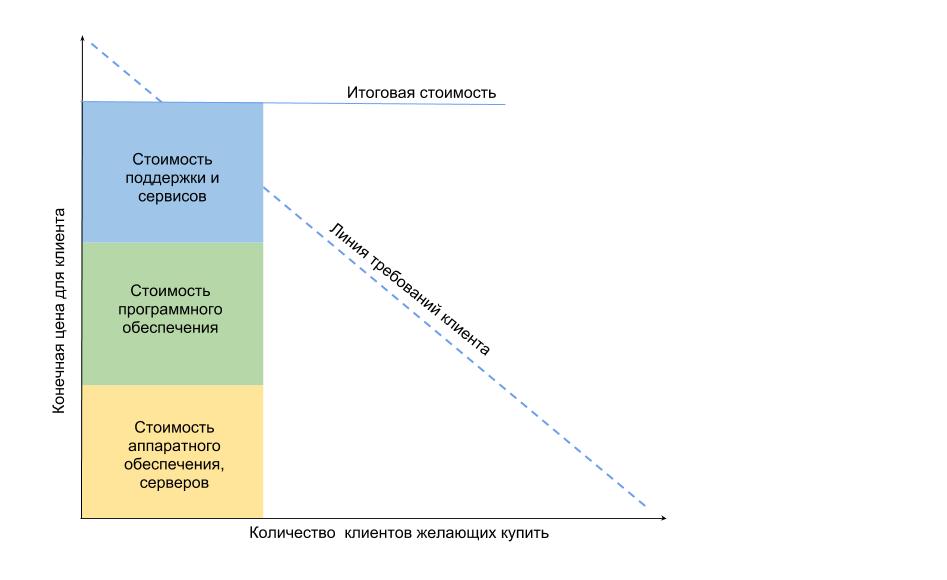 Итоговая стоимость
Стоимость
поддержки и
сервисов
Линия требований клиента
Конечная цена для клиента
Стоимость
программного
обеспечения
Стоимость
аппаратного
обеспечения,
серверов
Количество  клиентов желающих купить